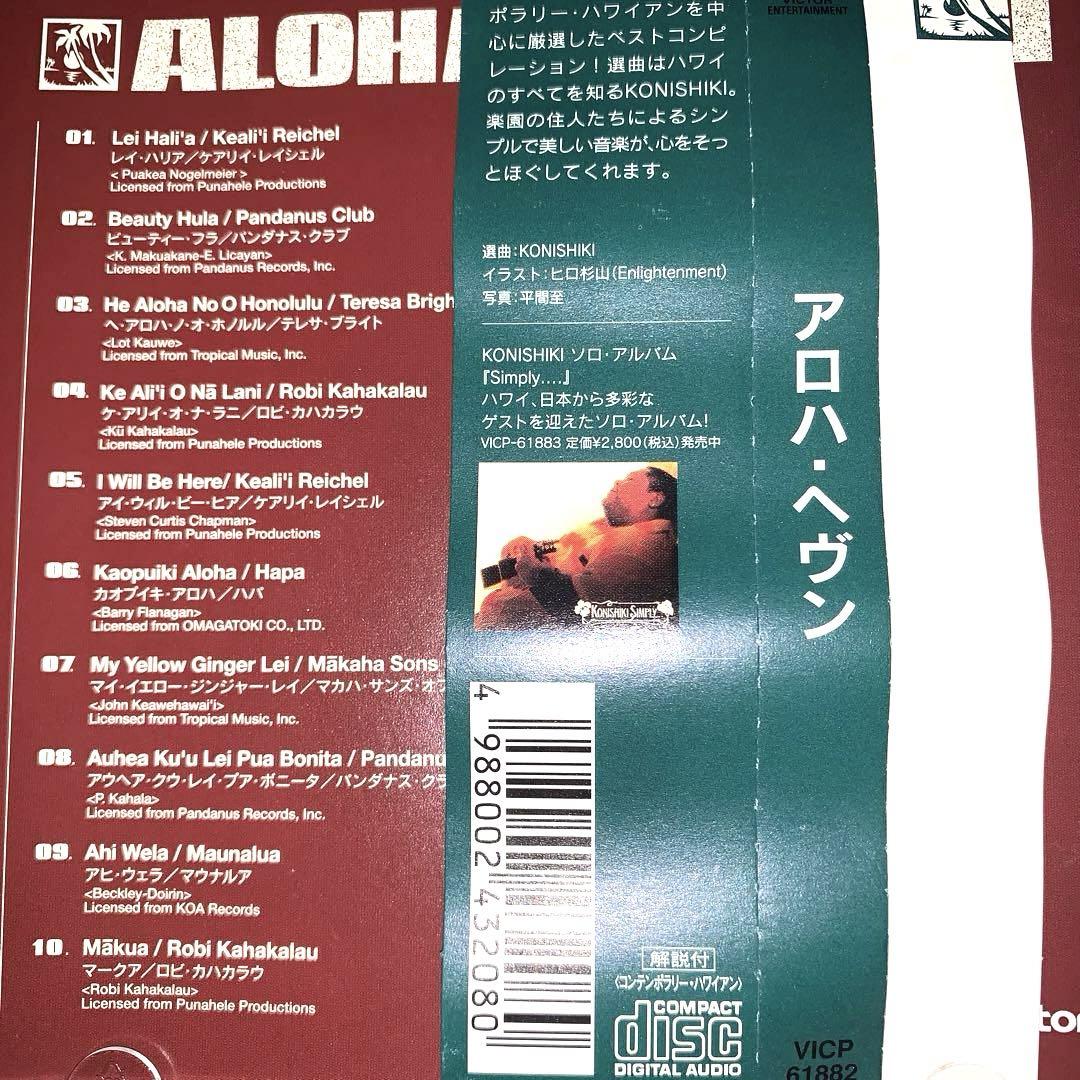 ALOHA
01. Lei Hali'a / Keali'i Reichel
レイ・ハリア／ケアリイ・レイシェル
< Puakea Nogelmeier >
Licensed from Punahele Productions
02. Beauty Hula / Pandanus Club
ビューティー・フラ／パンダナス・クラブ
<K. Makuakane-E. Licayan>
Licensed from Pandanus Records, Inc.
03. He Aloha No O Honolulu / Teresa Brigh
ヘ・アロハ・ノ・オ・ホノルル／テレサ・ブライト
<Lot Kauwe>
Licensed from Tropical Music, Inc.
04. Ke Ali'i O Nā Lani / Robi Kahakalau
ケ・アリイ・オ・ナ・ラニ／ロビ・カハカラウ
<Kū Kahakalau>
Licensed from Punahele Productions
05. I Will Be Here/ Keali'i Reichel
アイ・ウィル・ビー・ヒア／ケアリイ・レイシェル
<Steven Curtis Chapman>
Licensed from Punahele Productions
06. Kaopuiki Aloha / Hapa
カオプイキ・アロハ／ハパ
<Barry Flanagan>
Licensed from OMAGATOKI CO., LTD.
07. My Yellow Ginger Lei / Mākaha Sons
マイ・イエロー・ジンジャー・レイ／マカハ・サンズ・オブ
<John Keawehawai'i>
Licensed from Tropical Music, Inc.
08. Auhea Ku'u Lei Pua Bonita / Pandanu
アウヘア・クウ・レイ・プア・ボニータ／パンダナス・クラ
<P. Kahala>
Licensed from Pandanus Records, Inc.
09. Ahi Wela / Maunalua
アヒ・ウェラ／マウナルア
<Beckley-Doirin>
Licensed from KOA Records
10. Mākua / Robi Kahakalau
マークア／ロビ・カハカラウ
<Robi Kahakalau>
Licensed from Punahele Productions
ポラリー・ハワイアンを中
心に厳選したベストコンピ
レーション！選曲はハワイ
のすべてを知るKONISHIKI。
楽園の住人たちによるシン
プルで美しい音楽が、心をそっ
とほぐしてくれます。
選曲:KONISHIKI
イラスト:ヒロ杉山(Enlightenment)
写真:平間至
KONISHIKI ソロ・アルバム
『Simply....』
ハワイ、日本から多彩な
ゲストを迎えたソロ・アルバム!
VICP-61883 定価¥2,800(税込)発売中
KONISHIKI SIMPLY
4 988002 432080
解説付
〈コンテンポラリー・ハワイアン〉
COMPACT
disc
DIGITAL AUDIO
VICTOR
ENTERTAINMENT
アロハ・ヘヴン
VICP
61882